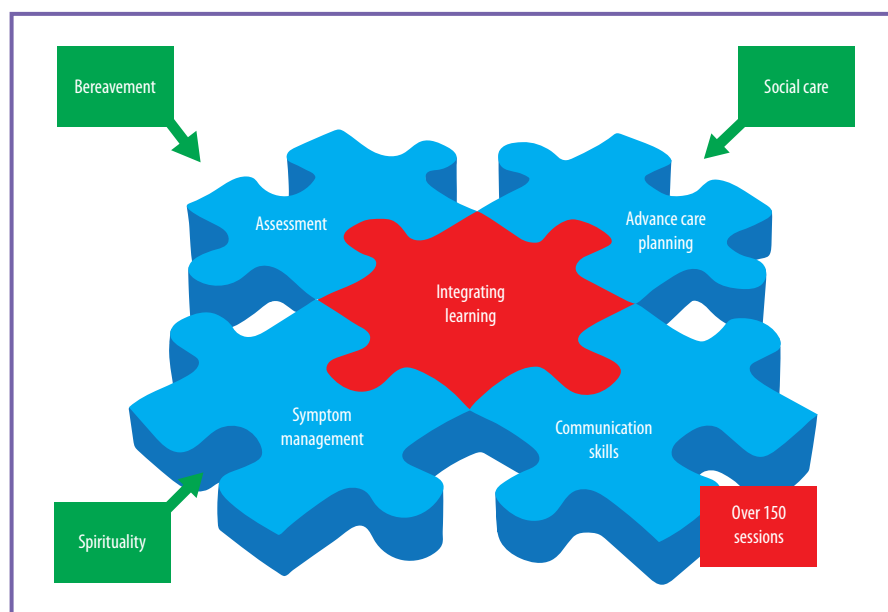 Bereavement
Social care
Assessment
Advance care
planning
Integrating
learning
Symptom
management
Communication
skills
Over 150
sessions
Spirituality